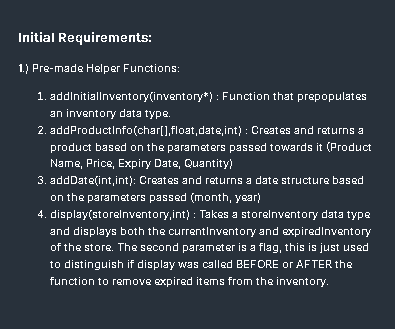 Initial Requirements:
1.) Pre-made Helper Functions:
1. addInitialInventory(inventory*) : Function that prepopulates
an inventory data type.
2. addProductInfo(char[],float,date,int) : Creates and returns a
product based on the parameters passed towards it (Product
Name, Price, Expiry Date, Quantity)
3. addDate(int,int): Creates and returns a date structure based
on the parameters passed (month, year)
4. display(storeInventory,int) : Takes a storeInventory data type
and displays both the currentInventory and expiredInventory
of the store. The second parameter is a flag, this is just used
to distinguish if display was called BEFORE or AFTER the
function to remove expired items from the inventory.